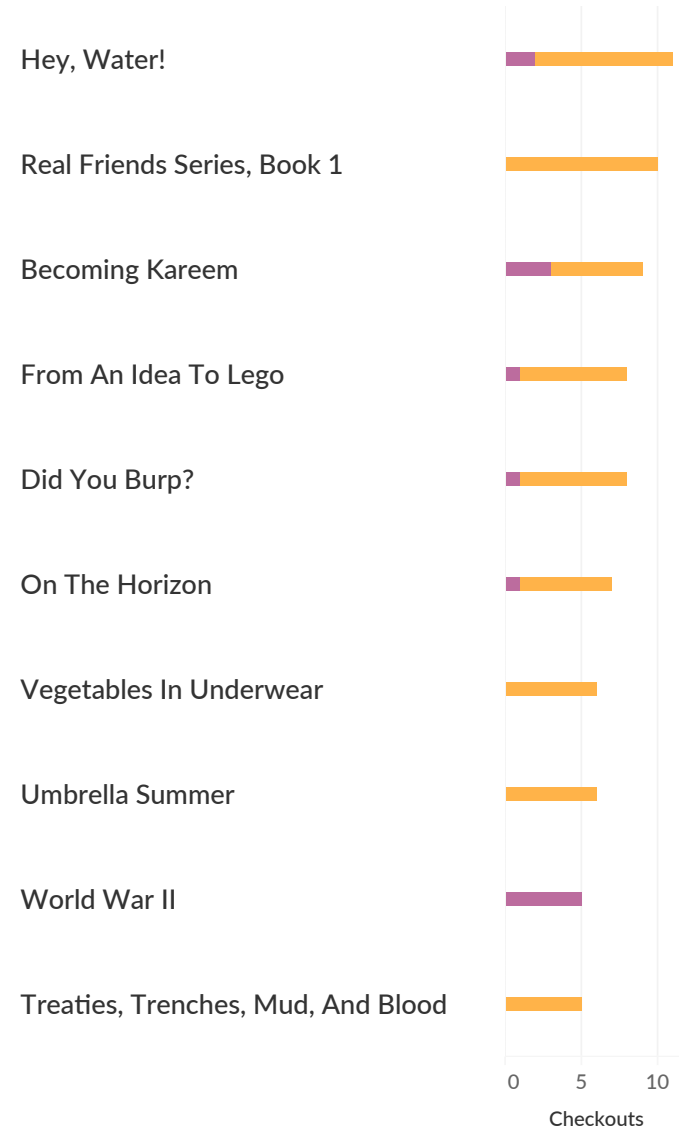 Hey, Water!
Real Friends Series, Book 1
Becoming Kareem
From An Idea To Lego
Did You Burp?
On The Horizon
Vegetables In Underwear
Umbrella Summer
World War II
Treaties, Trenches, Mud, And Blood
0 5 10
Checkouts